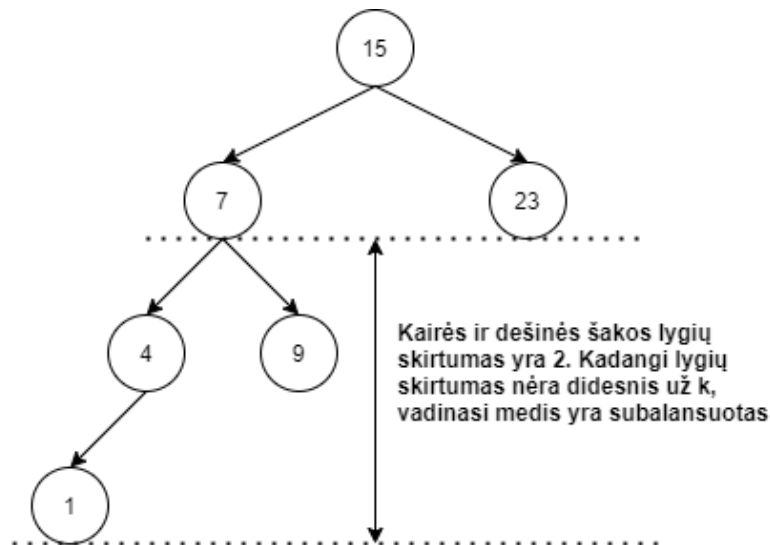 15
7
23
4
9
Kairės ir dešinės šakos lygių
skirtumas yra 2. Kadangi lygių
skirtumas nėra didesnis už k,
vadinasi medis yra subalansuotas
1